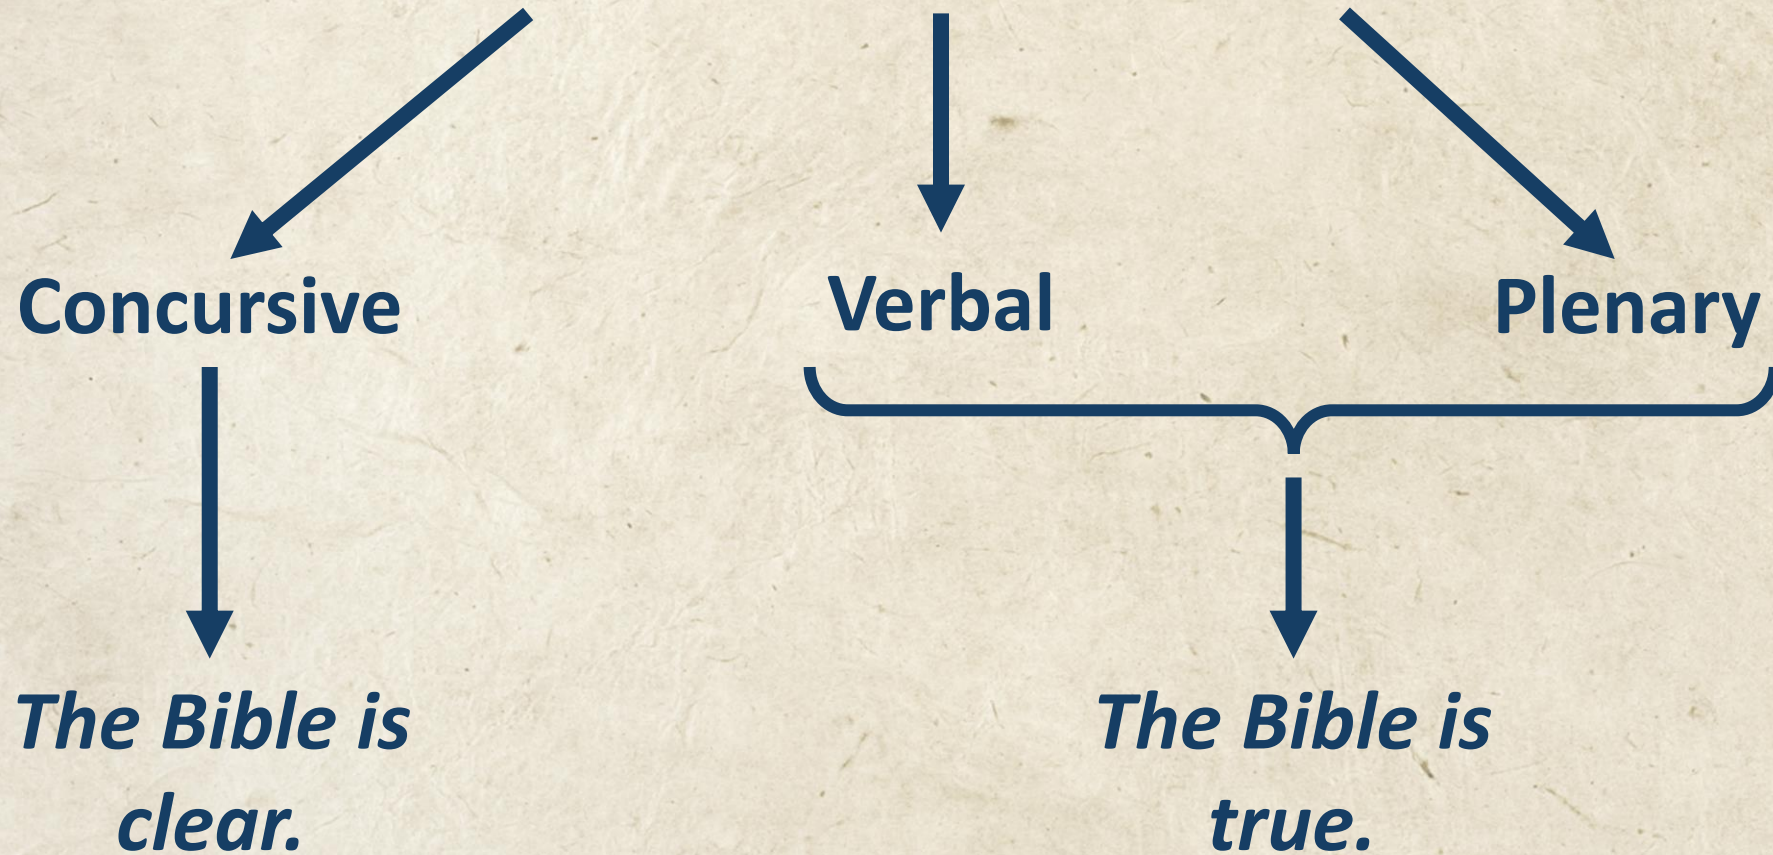 Concursive
Verbal
Plenary
The Bible is
clear.
The Bible is
true.